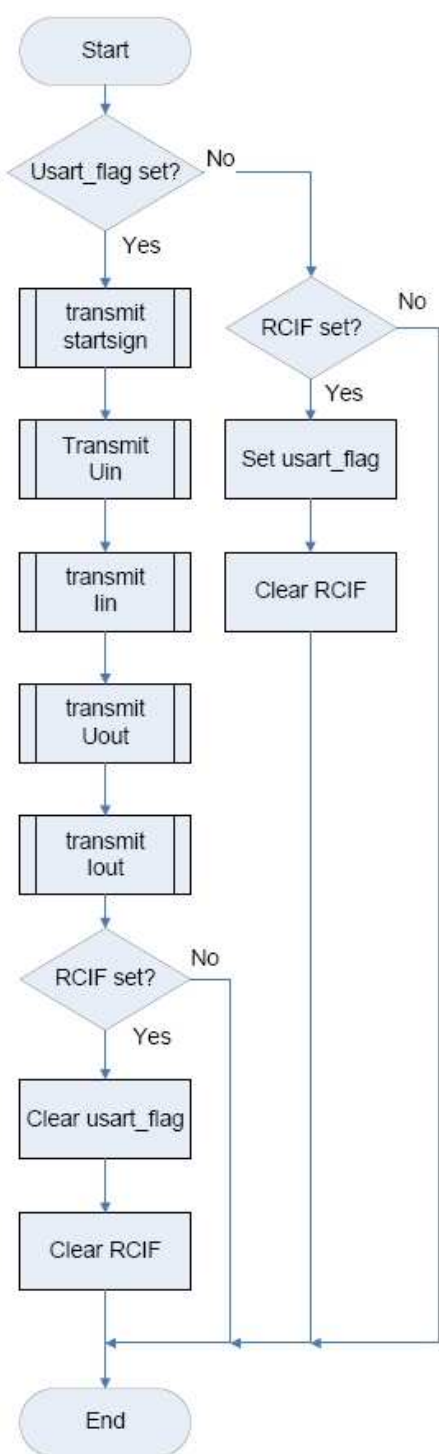 Start
Usart_flag set?
No
Yes
transmit
startsign
RCIF set?
No
Yes
Transmit
Uin
Set usart_flag
transmit
Iin
Clear RCIF
transmit
Uout
transmit
Iout
RCIF set?
No
Yes
Clear usart_flag
Clear RCIF
End